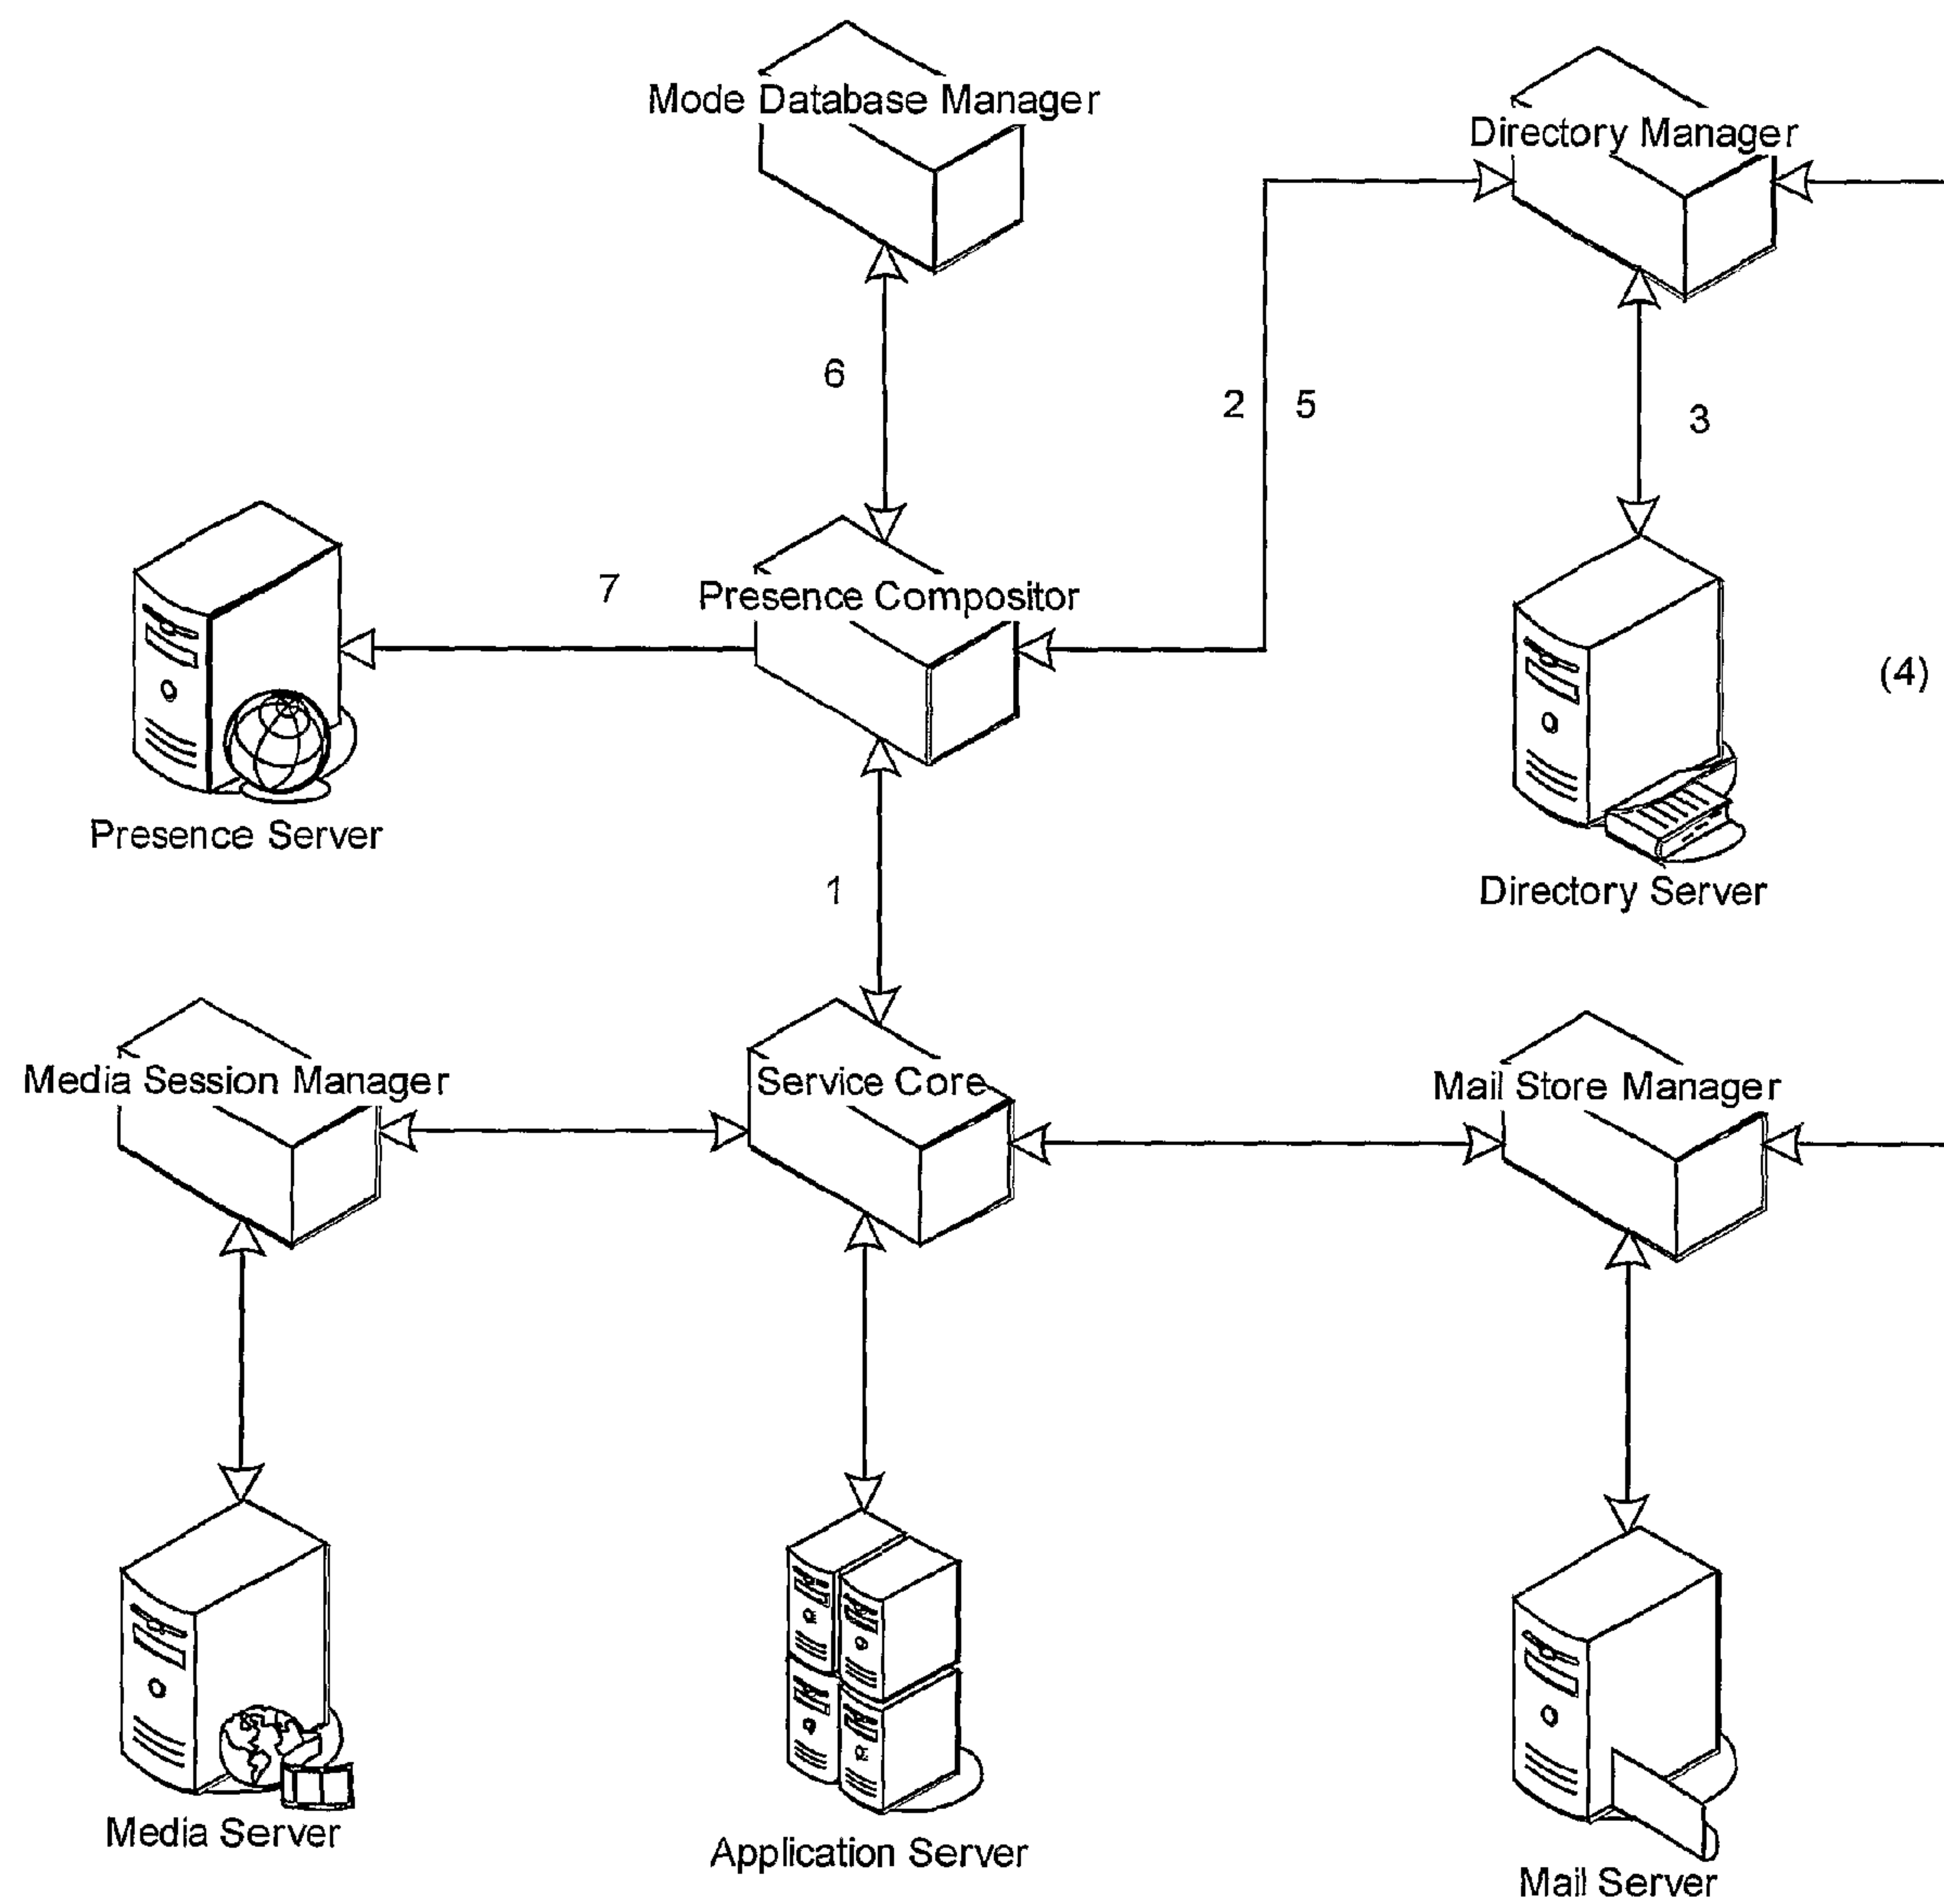 Mode Database Manager
Directory Manager
6
2
5
3
7
Presence Compositor
(4)
Presence Server
1
Directory Server
Media Session Manager
Service Core
Mail Store Manager
Media Server
Application Server
Mail Server